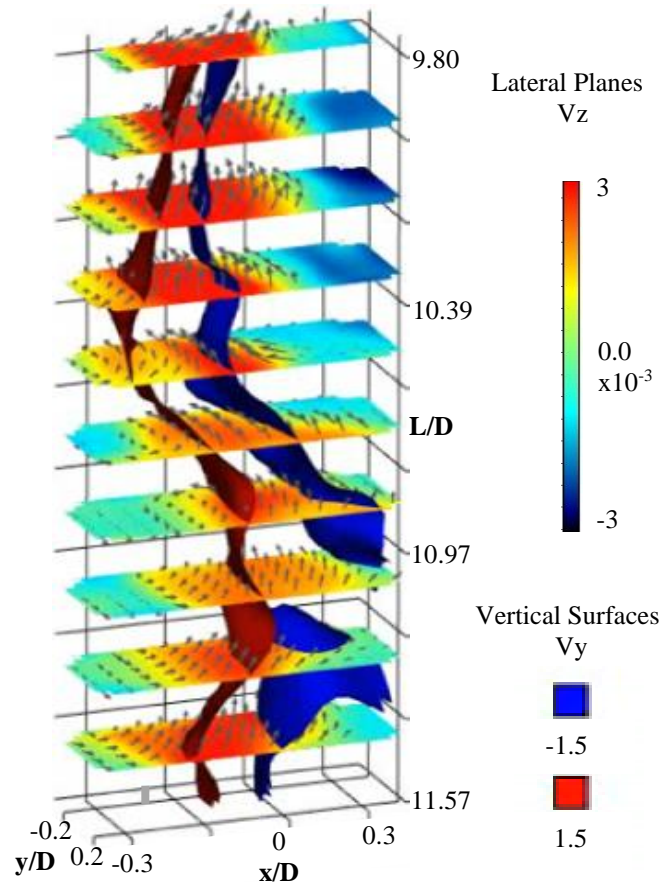 9.80
Lateral Planes
Vz
3
10.39
0.0
x10-3
L/D
-3
10.97
Vertical Surfaces
Vy
-1.5
11.57
-0.2
0.2
-0.3
0
0.3
1.5
y/D
x/D